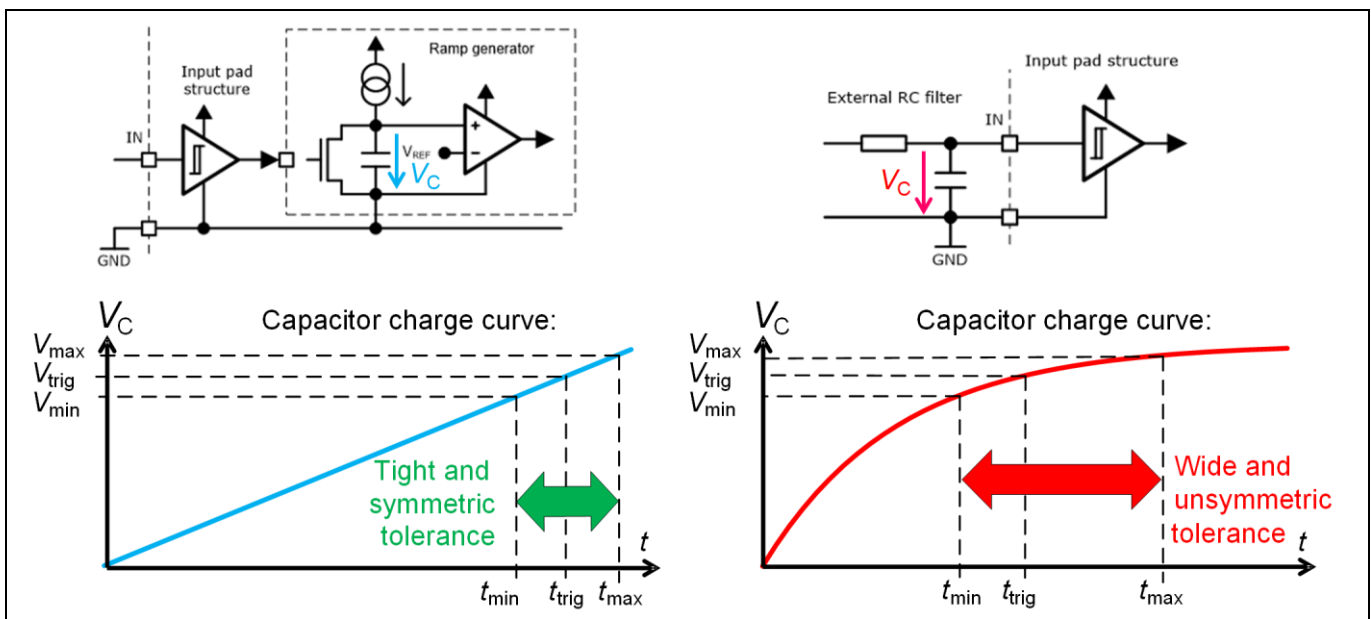 Ramp generator
Input pad
structure
IN
+
−
VREF
VC
GND
Input pad structure
External RC filter
IN
VC
GND
VC
Capacitor charge curve:
Vmax
Vtrig
Vmin
Tight and
symmetric
tolerance
t
tmin
ttrig
tmax
VC
Capacitor charge curve:
Vmax
Vtrig
Vmin
Wide and
unsymmetric
tolerance
t
tmin
ttrig
tmax